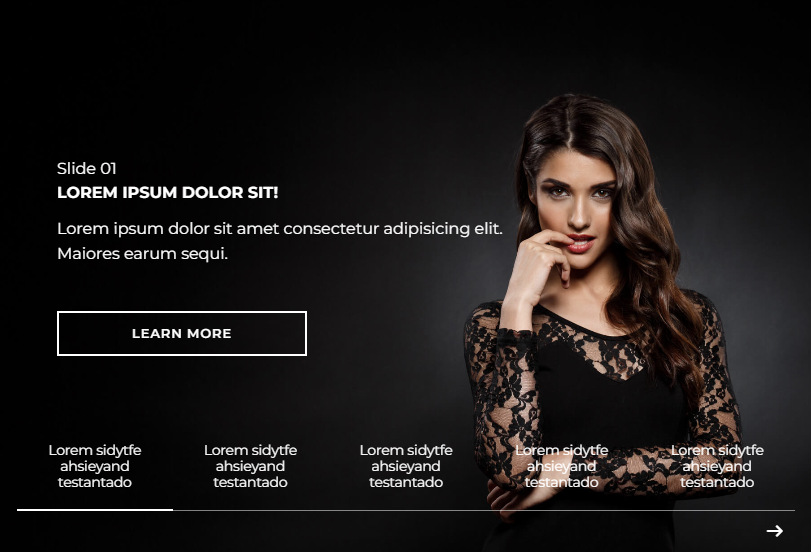 Slide 01
LOREM IPSUM DOLOR SIT!
Lorem ipsum dolor sit amet consectetur adipisicing elit.
Maiores earum sequi.
LEARN MORE
Lorem sidytfe
ahsieyand
testantado
Lorem sidytfe
ahsieyand
testantado
Lorem sidytfe
ahsieyand
testantado
Lorem sidytfe
ahsieyand
testantado
Lorem sidytfe
ahsieyand
testantado